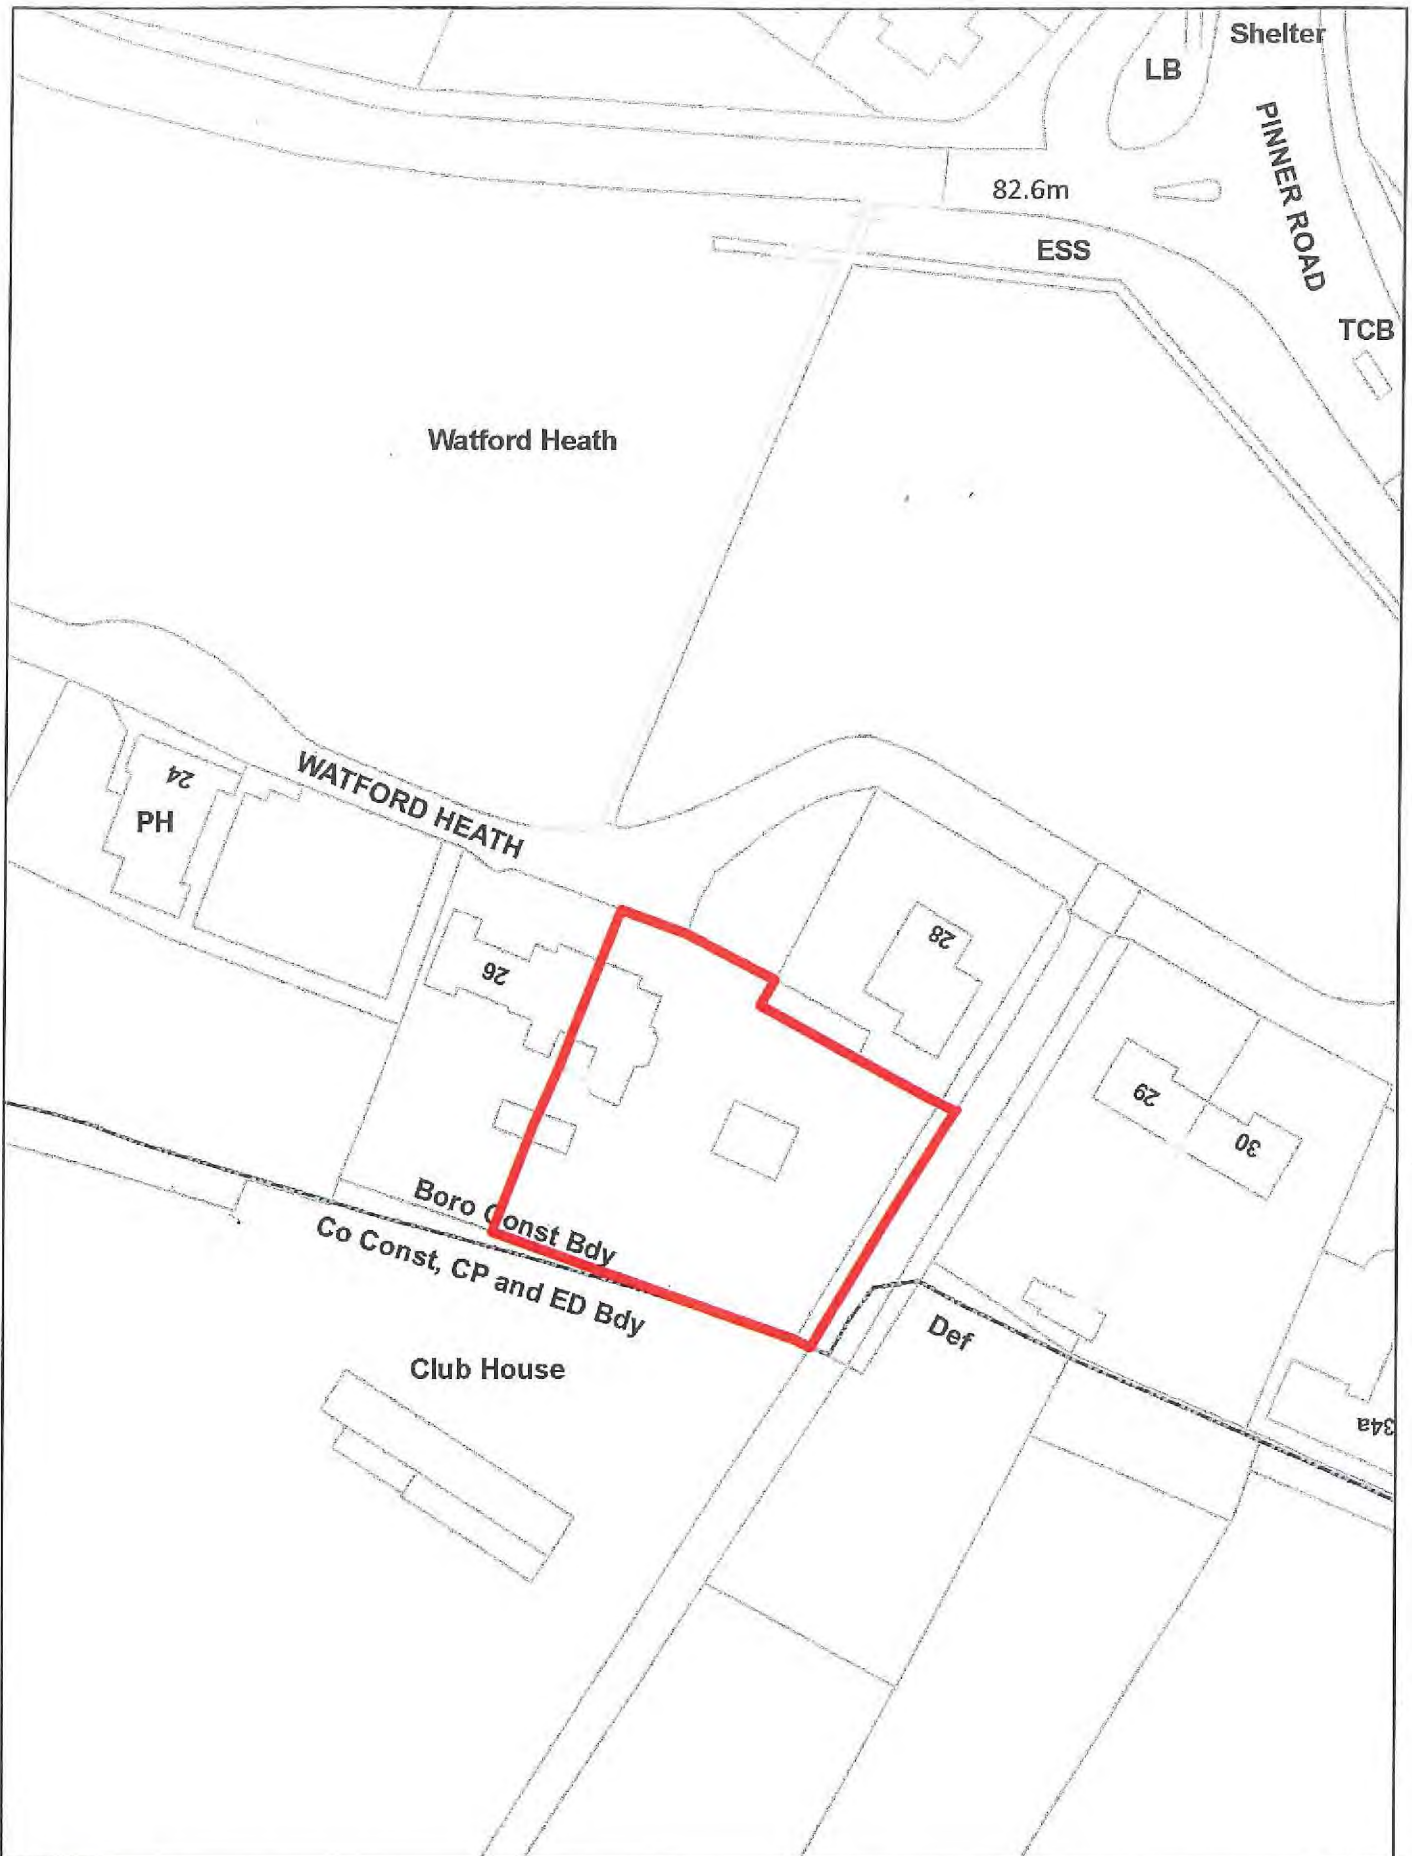 Shelter
LB
PINNER ROAD
82.6m
ESS
TCB
Watford Heath
WATFORD HEATH
24
PH
28
26
29
30
Boro Const Bdy
Co Const, CP and ED Bdy
Def
Club House
34a